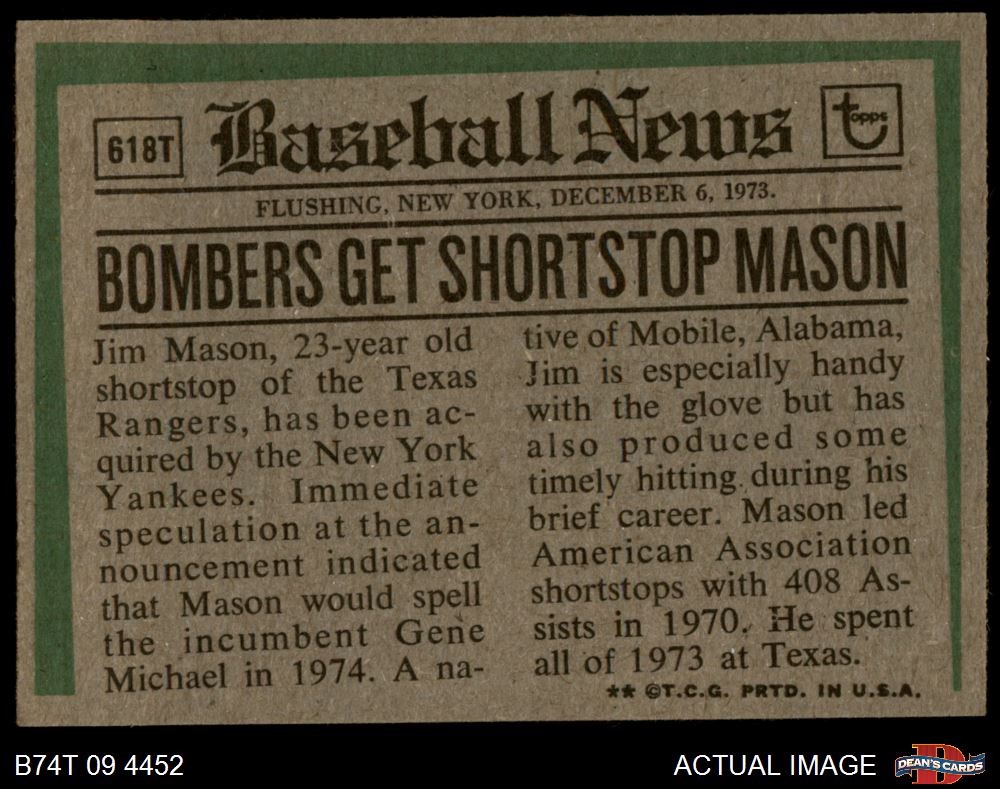 618T
Baseball News
topps
FLUSHING, NEW YORK, DECEMBER 6, 1973.
BOMBERS GET SHORTSTOP MASON
Jim Mason, 23-year old
shortstop of the Texas
Rangers, has been ac-
quired by the New York
Yankees. Immediate
speculation at the an-
nouncement indicated
that Mason would spell
the incumbent Gene
Michael in 1974. A na-
tive of Mobile, Alabama,
Jim is especially handy
with the glove but has
also produced some
timely hitting during his
brief career. Mason led
American Association
shortstops with 408 As-
sists in 1970. He spent
all of 1973 at Texas.
** ©T.C.G. PRTD. IN U.S.A.
B74T 09 4452
ACTUAL IMAGE
D
DEAN'S CARDS